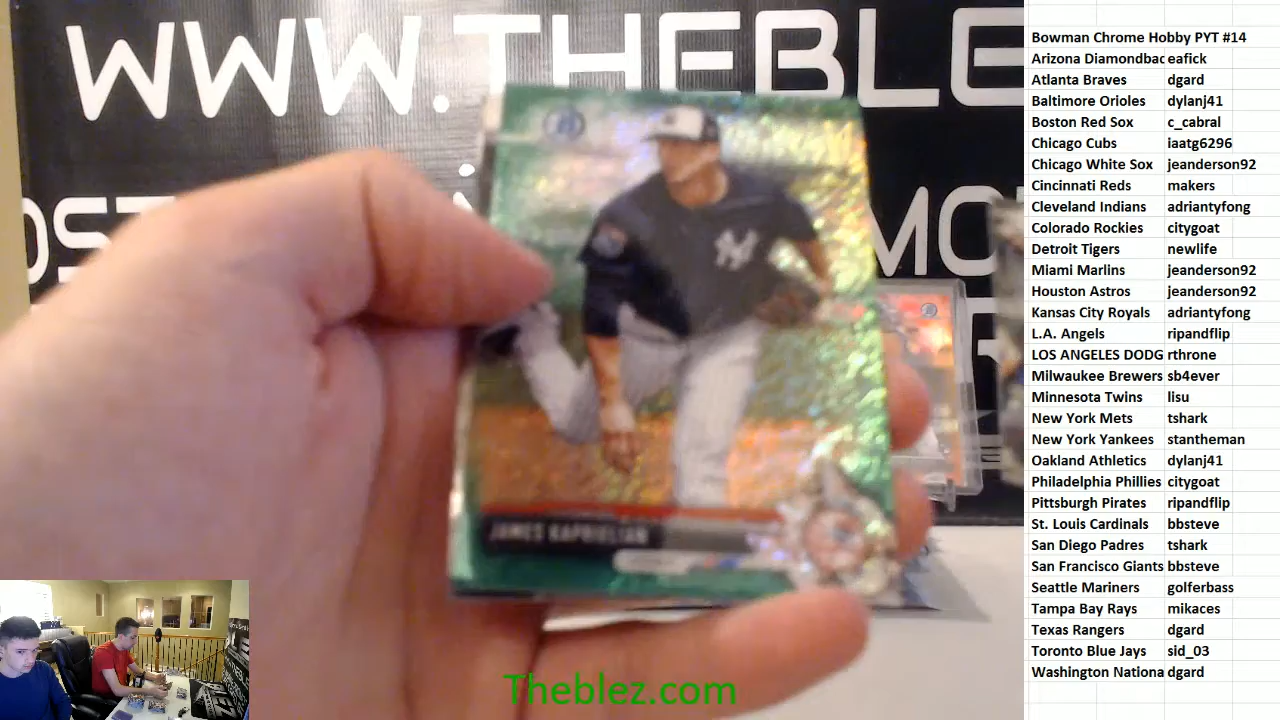 WWW.THEBLE
OST
MO
R
NY
JAMES KAPRIELIAN
Theblez.com
Bowman Chrome Hobby PYT #14
Arizona Diamondbac eafick
Atlanta Braves dgard
Baltimore Orioles dylanj41
Boston Red Sox c_cabral
Chicago Cubs iaatg6296
Chicago White Sox jeanderson92
Cincinnati Reds makers
Cleveland Indians adriantyfong
Colorado Rockies citygoat
Detroit Tigers newlife
Miami Marlins jeanderson92
Houston Astros jeanderson92
Kansas City Royals adriantyfong
L.A. Angels ripandflip
LOS ANGELES DODG rthrone
Milwaukee Brewers sb4ever
Minnesota Twins lisu
New York Mets tshark
New York Yankees stantheman
Oakland Athletics dylanj41
Philadelphia Phillies citygoat
Pittsburgh Pirates ripandflip
St. Louis Cardinals bbsteve
San Diego Padres tshark
San Francisco Giants bbsteve
Seattle Mariners golferbass
Tampa Bay Rays mikaces
Texas Rangers dgard
Toronto Blue Jays sid_03
Washington Nationa dgard